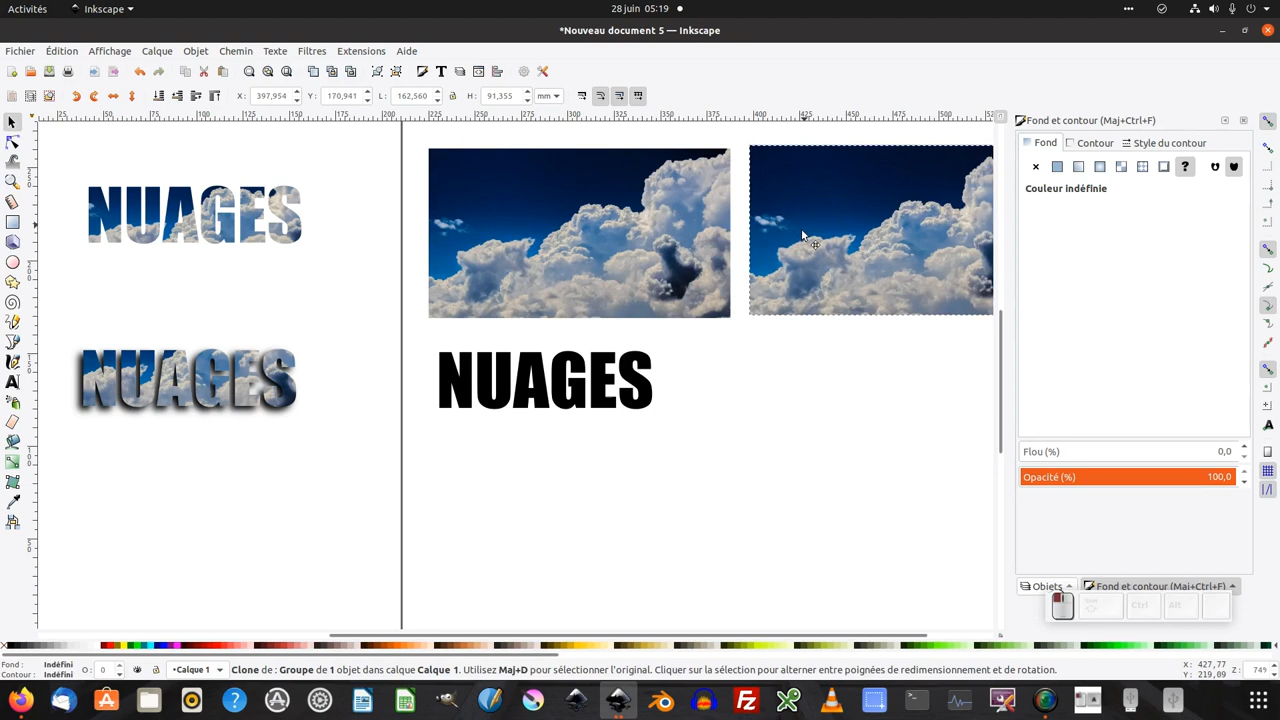 Activités
Inkscape
28 juin 05:19
*Nouveau document 5 — Inkscape
Fichier Édition Affichage Calque Objet Chemin Texte Filtres Extensions Aide
X: 397,954 Y: 170,941 L: 162,560 H: 91,355 mm
Fond et contour (Maj+Ctrl+F)
Fond Contour Style du contour
Couleur indéfinie
NUAGES
NUAGES
NUAGES
Flou (%) 0,0
Opacité (%) 100,0
Objets Fond et contour (Maj+Ctrl+F)
Ctrl Alt
Fond : Indéfini
Contour : Indéfini
O: 0
•Calque 1
Clone de : Groupe de 1 objet dans calque Calque 1. Utilisez Maj+D pour sélectionner l'original. Cliquer sur la sélection pour alterner entre poignées de redimensionnement et de rotation.
X: 427,77
Y: 219,09
Z: 74%